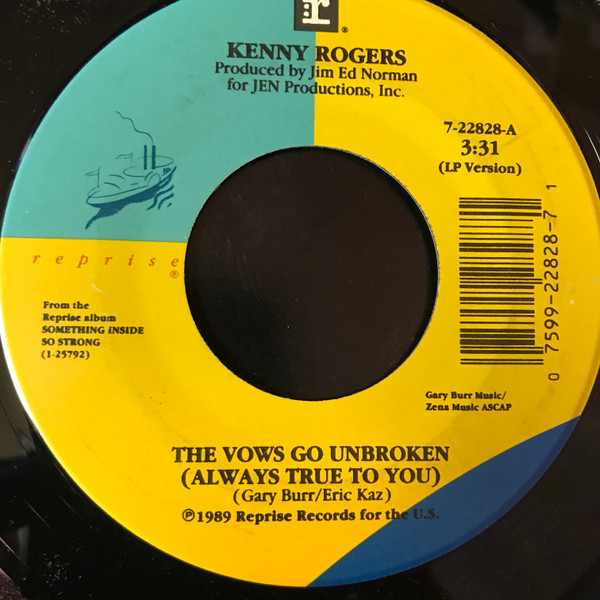 r
®
KENNY ROGERS
Produced by Jim Ed Norman
for JEN Productions, Inc.
7-22828-A
3:31
(LP Version)
reprise
®
0 7599-22828-7 1
From the
Reprise album
SOMETHING INSIDE
SO STRONG
(1-25792)
Gary Burr Music/
Zena Music ASCAP
THE VOWS GO UNBROKEN
(ALWAYS TRUE TO YOU)
(Gary Burr/Eric Kaz)
℗1989 Reprise Records for the U.S.